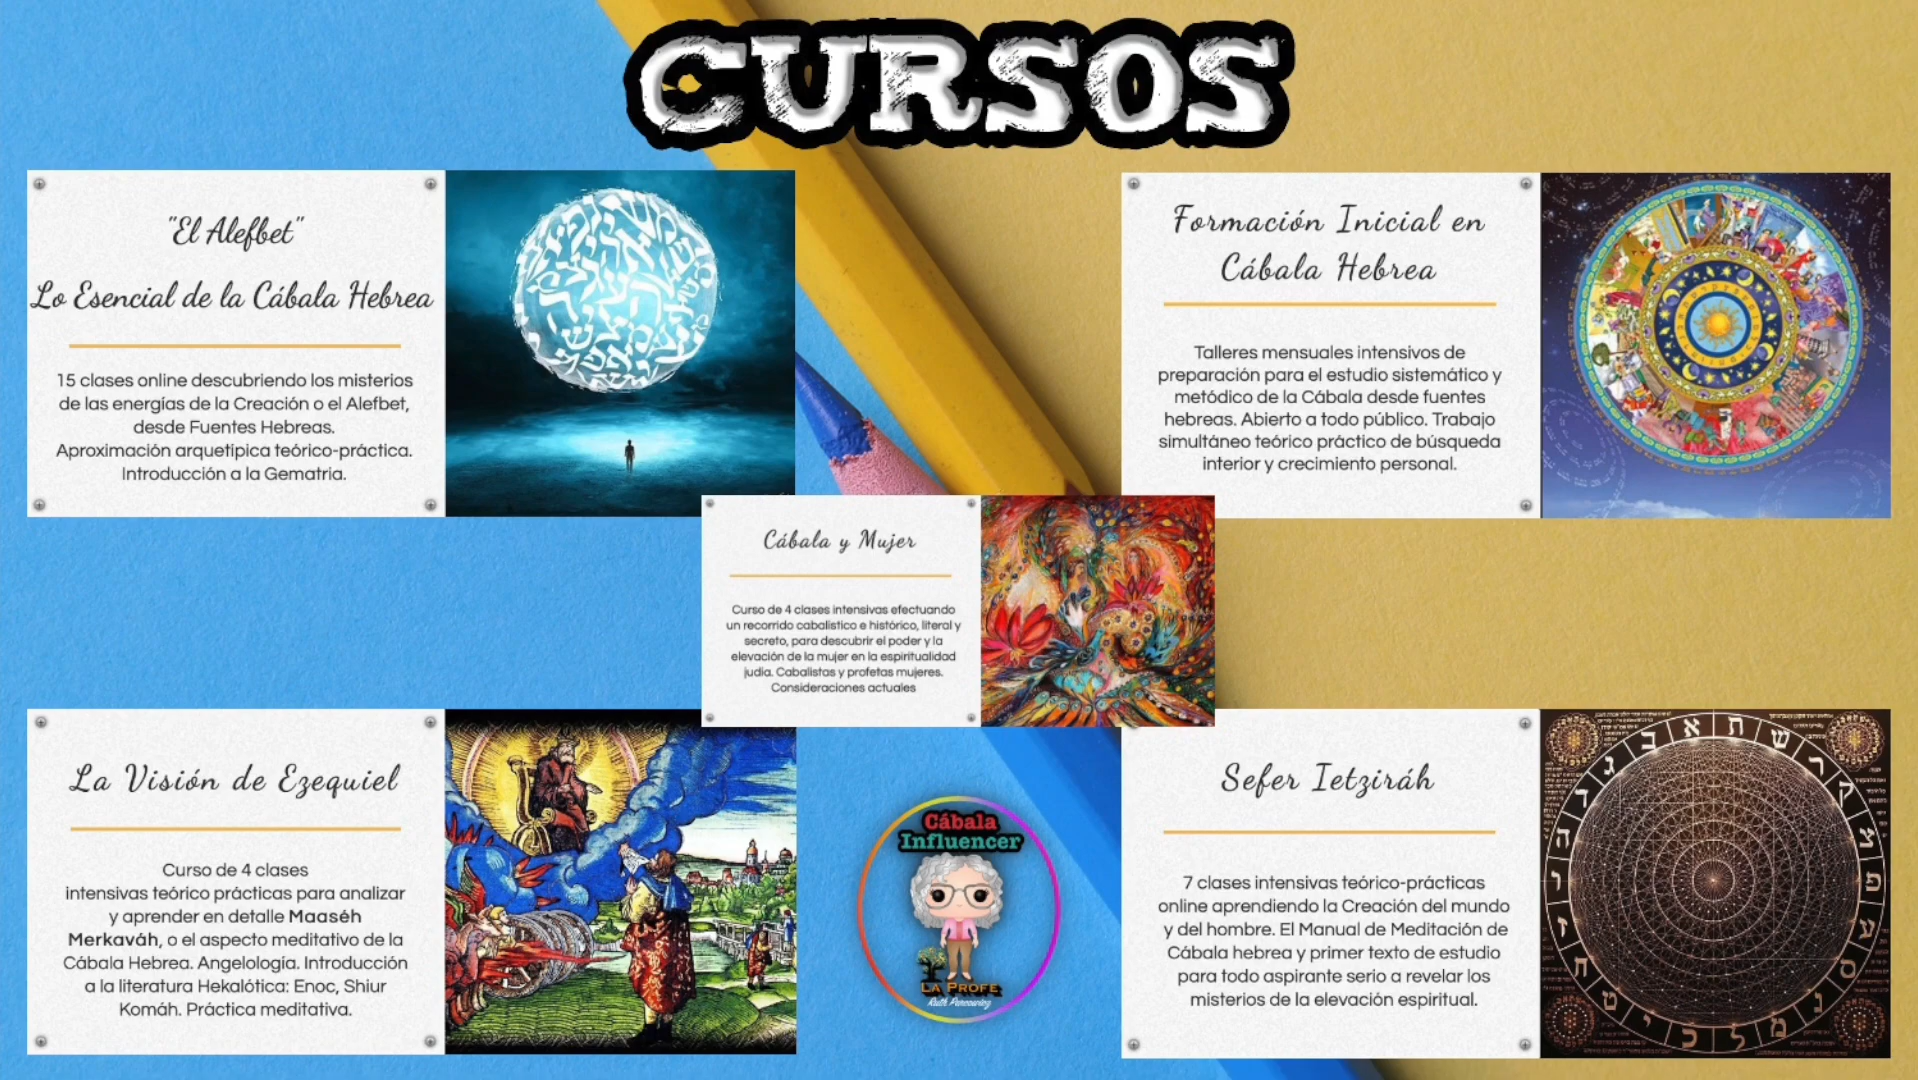 CURSOS
"El Alefbet"
Lo Esencial de la Cábala Hebrea
15 clases online descubriendo los misterios
de las energías de la Creación o el Alefbet,
desde Fuentes Hebreas.
Aproximación arquetípica teórico-práctica.
Introducción a la Gematria.
Formación Inicial en
Cábala Hebrea
Talleres mensuales intensivos de
preparación para el estudio sistemático y
metódico de la Cábala desde fuentes
hebreas. Abierto a todo público. Trabajo
simultáneo teórico práctico de búsqueda
interior y crecimiento personal.
Cábala y Mujer
Curso de 4 clases intensivas efectuando
un recorrido cabalístico e histórico, literal y
secreto, para descubrir el poder y la
elevación de la mujer en la espiritualidad
judía. Cabalistas y profetas mujeres.
Consideraciones actuales
La Visión de Ezequiel
Curso de 4 clases
intensivas teórico prácticas para analizar
y aprender en detalle Maaséh
Merkaváh, o el aspecto meditativo de la
Cábala Hebrea. Angelología. Introducción
a la literatura Hekalótica: Enoc, Shiur
Komáh. Práctica meditativa.
Cábala
Influencer
LA PROFE
Ruth
Sefer Ietziráh
7 clases intensivas teórico-prácticas
online aprendiendo la Creación del mundo
y del hombre. El Manual de Meditación de
Cábala hebrea y primer texto de estudio
para todo aspirante serio a revelar los
misterios de la elevación espiritual.
א ב ג ד ה ו ז ח ט י כ ל מ נ ס ע פ צ ק ר ש ת